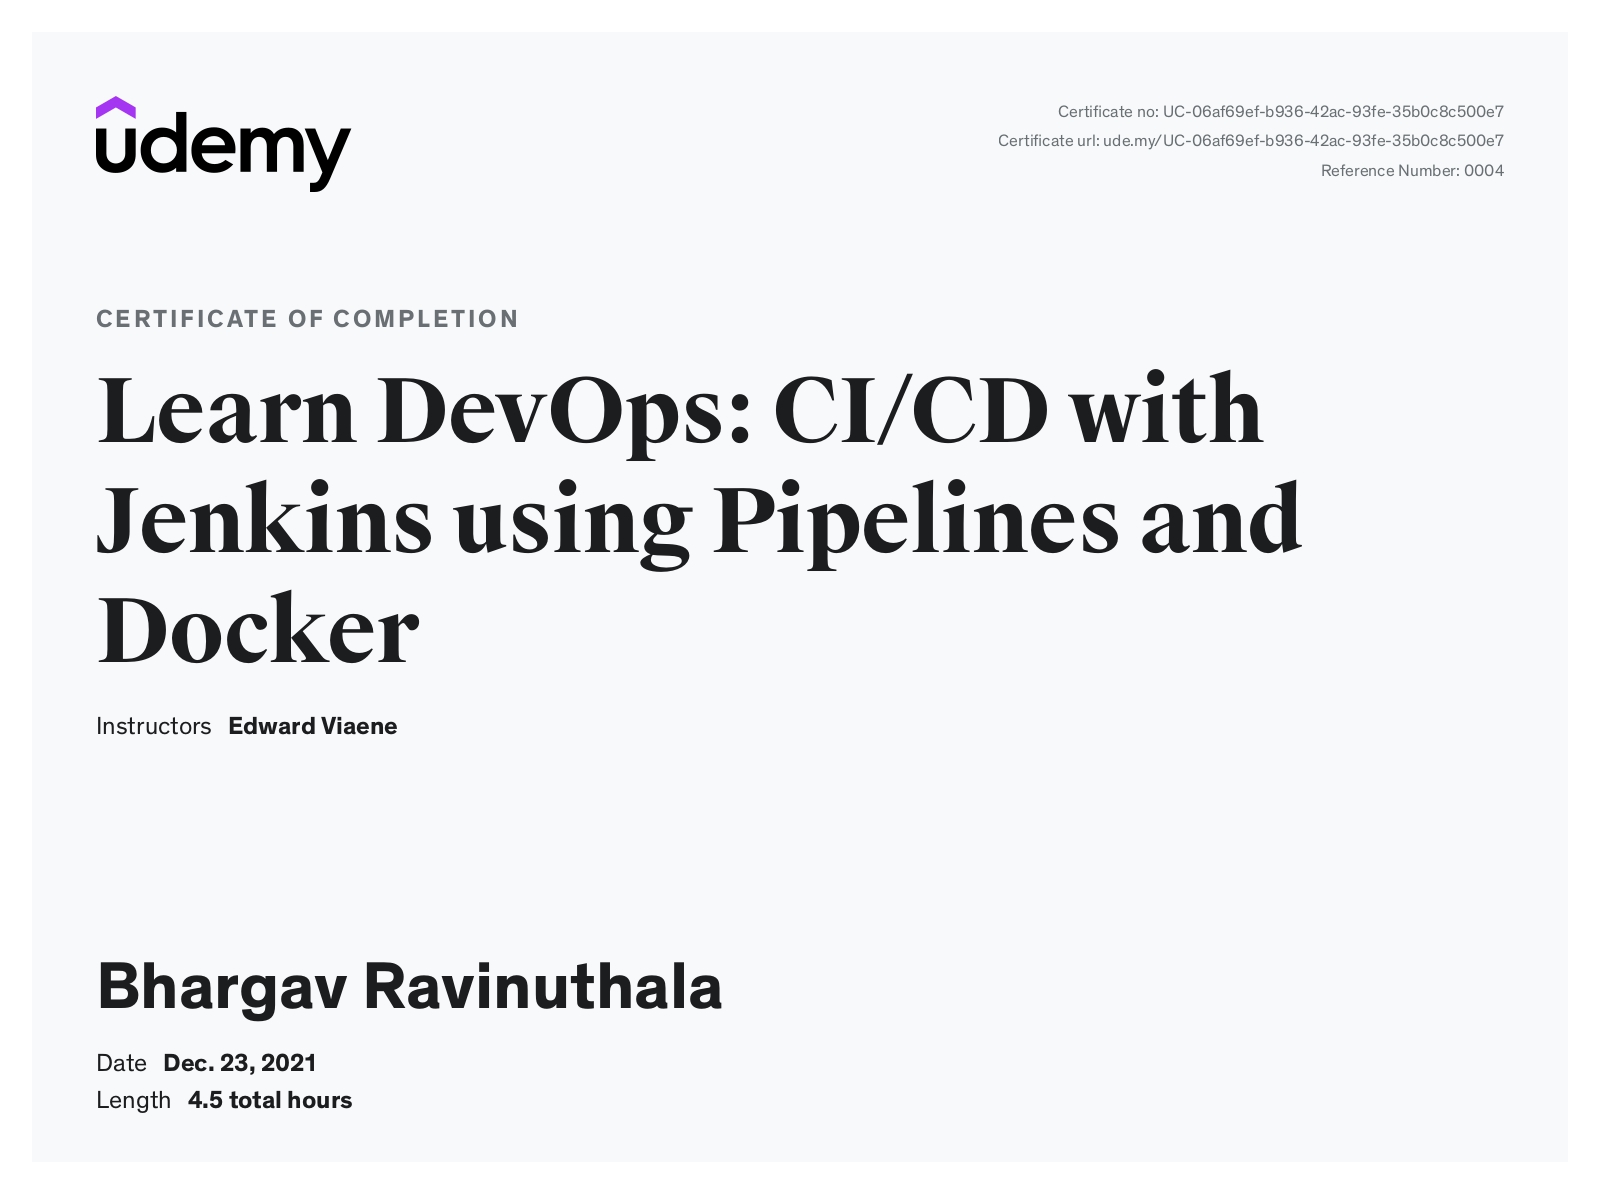 udemy
Certificate no: UC-06af69ef-b936-42ac-93fe-35b0c8c500e7
Certificate url: ude.my/UC-06af69ef-b936-42ac-93fe-35b0c8c500e7
Reference Number: 0004
CERTIFICATE OF COMPLETION
Learn DevOps: CI/CD with
Jenkins using Pipelines and
Docker
Instructors Edward Viaene
Bhargav Ravinuthala
Date Dec. 23, 2021
Length 4.5 total hours